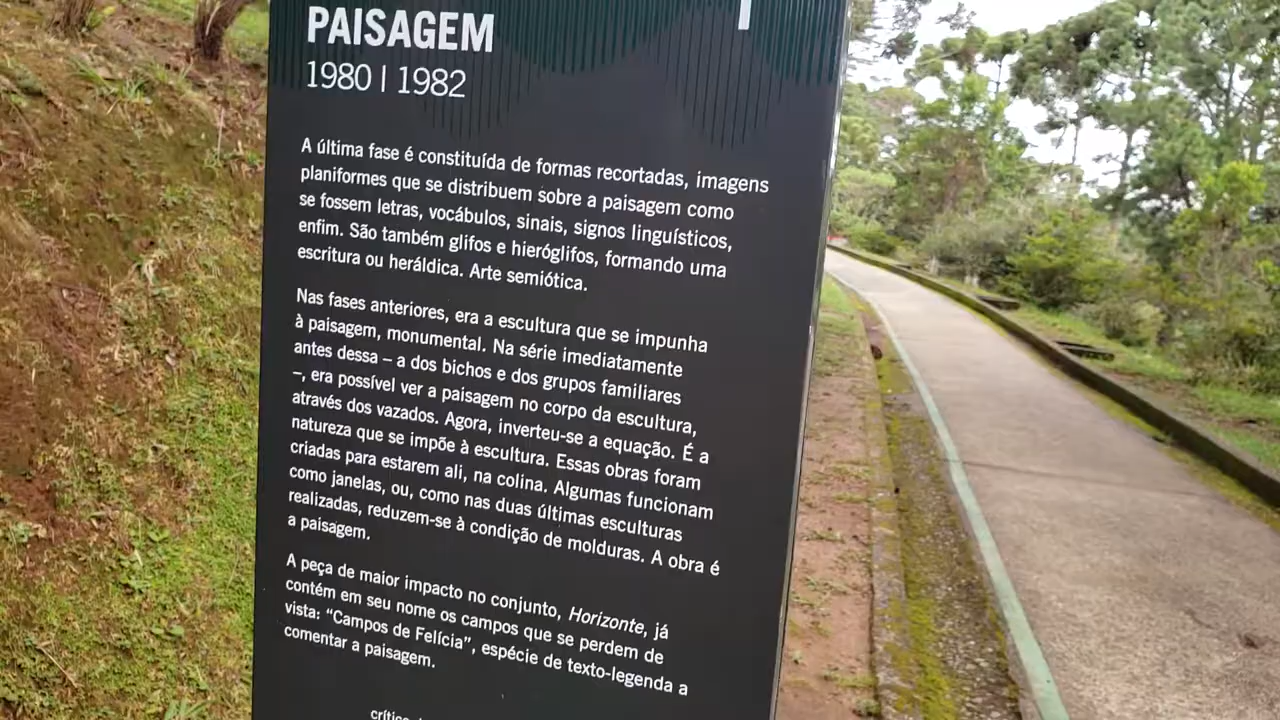 PAISAGEM
1980 | 1982
A última fase é constituída de formas recortadas, imagens
planiformes que se distribuem sobre a paisagem como
se fossem letras, vocábulos, sinais, signos linguísticos,
enfim. São também glifos e hieróglifos, formando uma
escritura ou heráldica. Arte semiótica.
Nas fases anteriores, era a escultura que se impunha
à paisagem, monumental. Na série imediatamente
antes dessa – a dos bichos e dos grupos familiares
–, era possível ver a paisagem no corpo da escultura,
através dos vazados. Agora, inverteu-se a equação. É a
natureza que se impõe à escultura. Essas obras foram
criadas para estarem ali, na colina. Algumas funcionam
como janelas, ou, como nas duas últimas esculturas
realizadas, reduzem-se à condição de molduras. A obra é
a paisagem.
A peça de maior impacto no conjunto, Horizonte, já
contém em seu nome os campos que se perdem de
vista: “Campos de Felícia”, espécie de texto-legenda a
comentar a paisagem.